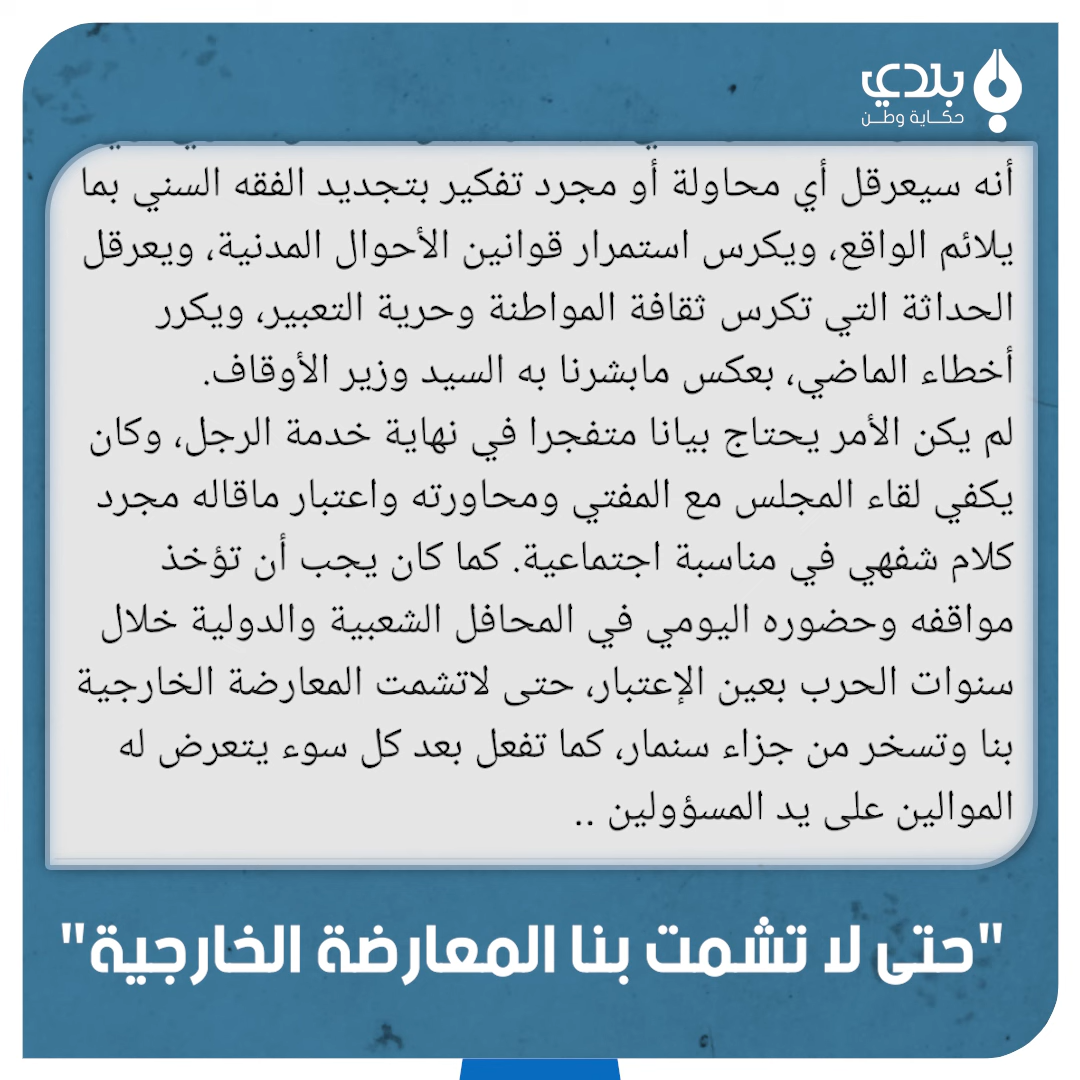 بلدي
حكـــاية وطــن
أنه سيعرقل أي محاولة أو مجرد تفكير بتجديد الفقه السني بما
يلائم الواقع، ويكرس استمرار قوانين الأحوال المدنية، ويعرقل
الحداثة التي تكرس ثقافة المواطنة وحرية التعبير، ويكرر
أخطاء الماضي، بعكس مابشرنا به السيد وزير الأوقاف.
لم يكن الأمر يحتاج بيانا متفجرا في نهاية خدمة الرجل، وكان
يكفي لقاء المجلس مع المفتي ومحاورته واعتبار ماقاله مجرد
كلام شفهي في مناسبة اجتماعية. كما كان يجب أن تؤخذ
مواقفه وحضوره اليومي في المحافل الشعبية والدولية خلال
سنوات الحرب بعين الإعتبار، حتى لاتشمت المعارضة الخارجية
بنا وتسخر من جزاء سنمار، كما تفعل بعد كل سوء يتعرض له
الموالين على يد المسؤولين ..
"حتى لا تشمت بنا المعارضة الخارجية"